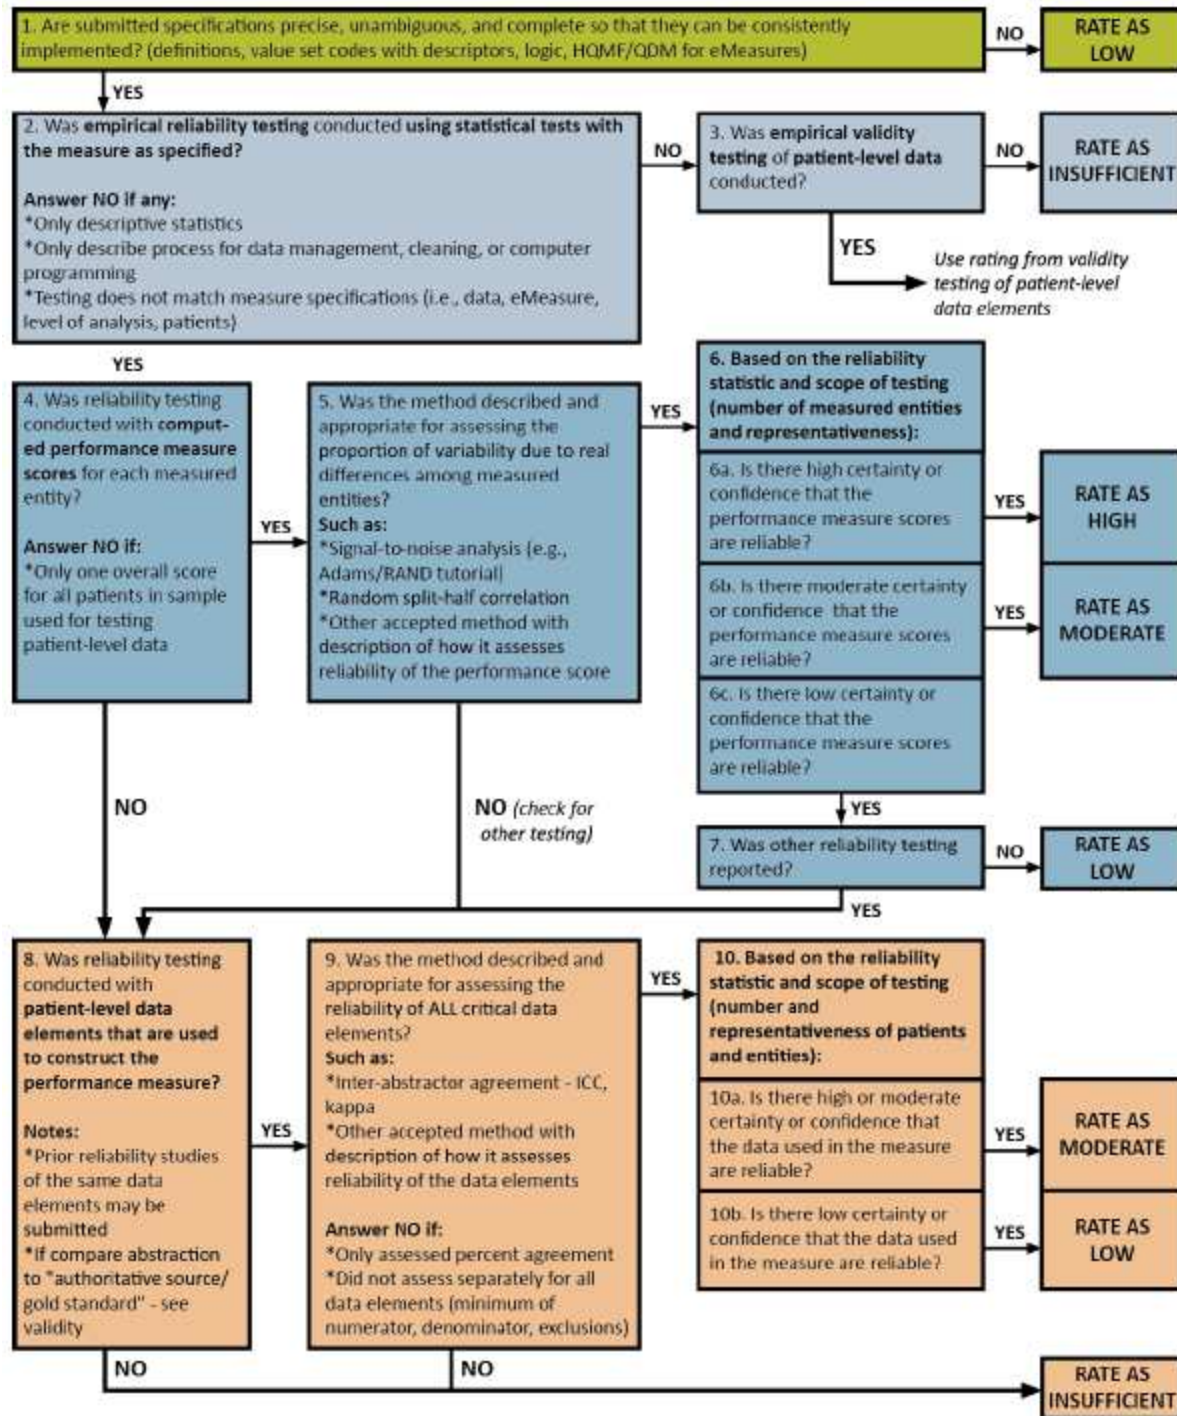 1. Are submitted specifications precise, unambiguous, and complete so that they can be consistently
implemented? (definitions, value set codes with descriptors, logic, HQMF/QDM for eMeasures)
NO
RATE AS
LOW
YES
2. Was empirical reliability testing conducted using statistical tests with
the measure as specified?
Answer NO if any:
*Only descriptive statistics
*Only describe process for data management, cleaning, or computer
programming
*Testing does not match measure specifications (i.e., data, eMeasure,
level of analysis, patients)
NO
3. Was empirical validity
testing of patient-level data
conducted?
NO
RATE AS
INSUFFICIENT
YES
Use rating from validity
testing of patient-level
data elements
YES
4. Was reliability testing
conducted with comput-
ed performance measure
scores for each measured
entity?
Answer NO if:
*Only one overall score
for all patients in sample
used for testing
patient-level data
YES
5. Was the method described and
appropriate for assessing the
proportion of variability due to real
differences among measured
entities?
Such as:
*Signal-to-noise analysis (e.g.,
Adams/RAND tutorial)
*Random split-half correlation
*Other accepted method with
description of how it assesses
reliability of the performance score
YES
6. Based on the reliability
statistic and scope of testing
(number of measured entities
and representativeness):
6a. Is there high certainty or
confidence that the
performance measure scores
are reliable?
YES
RATE AS
HIGH
6b. Is there moderate certainty
or confidence that the
performance measure scores
are reliable?
YES
RATE AS
MODERATE
6c. Is there low certainty or
confidence that the
performance measure scores
are reliable?
NO
NO (check for
other testing)
YES
7. Was other reliability testing
reported?
NO
RATE AS
LOW
YES
8. Was reliability testing
conducted with
patient-level data
elements that are used
to construct the
performance measure?
Notes:
*Prior reliability studies
of the same data
elements may be
submitted
*If compare abstraction
to "authoritative source/
gold standard" - see
validity
YES
9. Was the method described and
appropriate for assessing the
reliability of ALL critical data
elements?
Such as:
*Inter-abstractor agreement - ICC,
kappa
*Other accepted method with
description of how it assesses
reliability of the data elements
Answer NO if:
*Only assessed percent agreement
*Did not assess separately for all
data elements (minimum of
numerator, denominator, exclusions)
YES
10. Based on the reliability
statistic and scope of testing
(number and
representativeness of patients
and entities):
10a. Is there high or moderate
certainty or confidence that
the data used in the measure
are reliable?
YES
RATE AS
MODERATE
10b. Is there low certainty or
confidence that the data used
in the measure are reliable?
YES
RATE AS
LOW
NO
NO
RATE AS
INSUFFICIENT